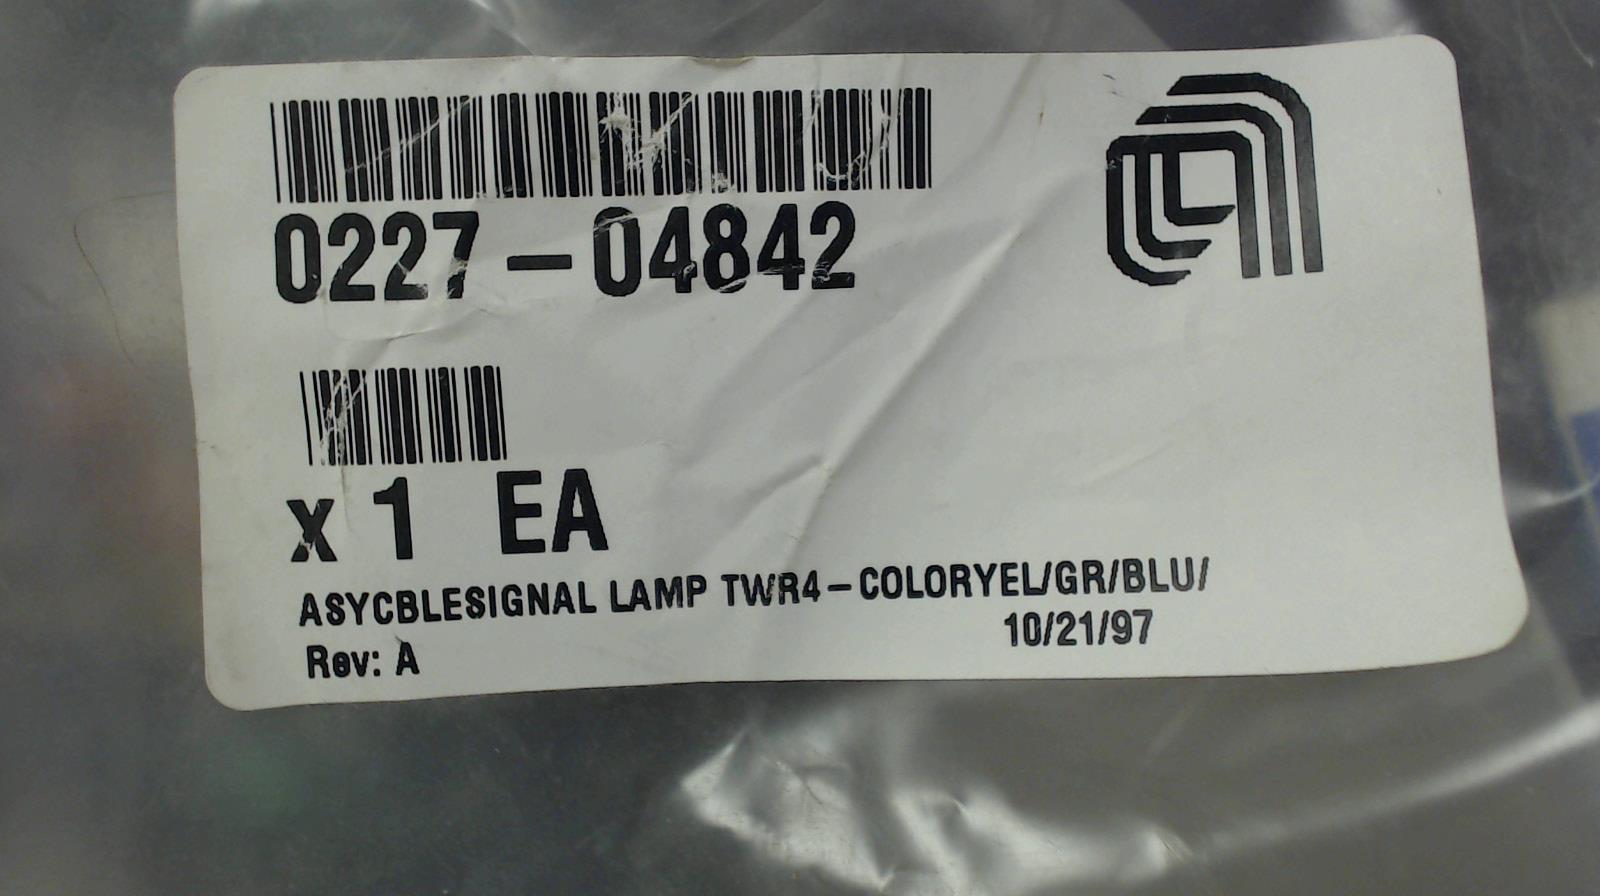 0227-04842
x 1 EA
ASYCBLESIGNAL LAMP TWR4-COLORYEL/GR/BLU/
10/21/97
Rev: A